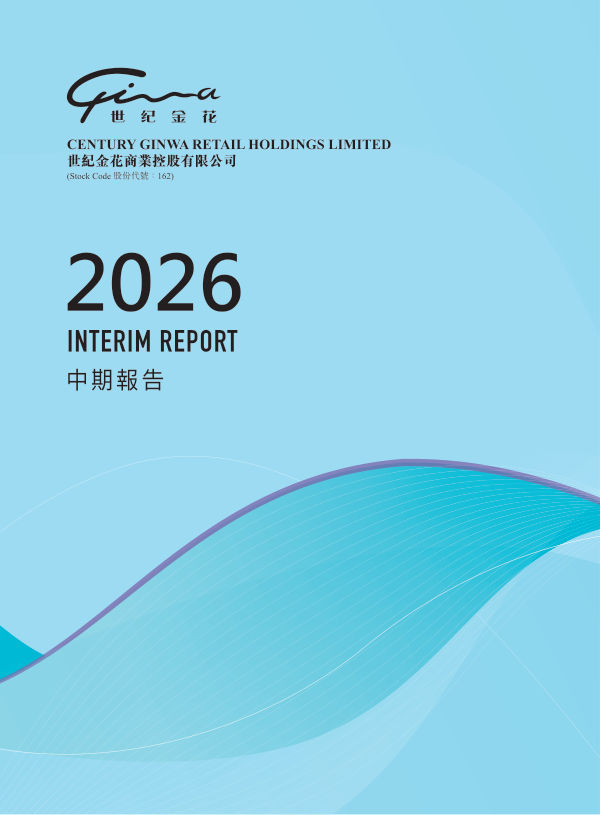 Ginwa
世紀金花
CENTURY GINWA RETAIL HOLDINGS LIMITED
世紀金花商業控股有限公司
(Stock Code 股份代號：162)
2026
INTERIM REPORT
中期報告